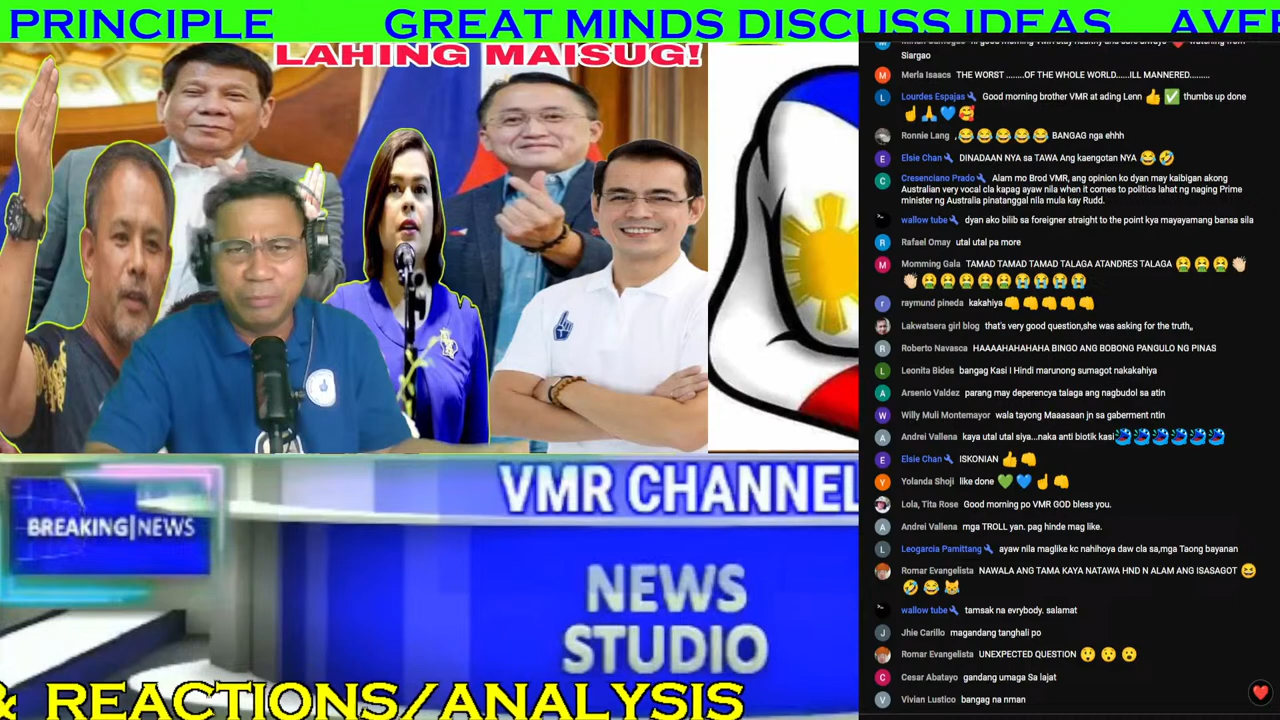 PRINCIPLE GREAT MINDS DISCUSS IDEAS
LAHING MAISUG!
BREAKING|NEWS
VMR CHANNEL
NEWS
STUDIO
& REACTIONS/ANALYSIS
Siargao
Merla Isaacs THE WORST ........OF THE WHOLE WORLD......ILL MANNERED.........
Lourdes Espajas Good morning brother VMR at ading Lenn 👍 ✅ thumbs up done
☝ 🙏 💙 🥰
Ronnie Lang , 😂 😂 😂 😂 😂 BANGAG nga ehhh
Elsie Chan DINADAAN NYA sa TAWA Ang kaengotan NYA 😂 🤣
Cresenciano Prado Alam mo Brod VMR, ang opinion ko dyan may kaibigan akong
Australian very vocal cla kapag ayaw nila when it comes to politics lahat ng naging Prime
minister ng Australia pinatanggal nila mula kay Rudd.
wallow tube dyan ako bilib sa foreigner straight to the point kya mayayamang bansa sila
Rafael Omay utal utal pa more
Momming Gala TAMAD TAMAD TAMAD TALAGA ATANDRES TALAGA 🤮 🤮 🤮 👏🏻
👏🏻 🤮 🤮 🤮 🤮 🤮 😭 😭 😭 😭
raymund pineda kakahiya 👊 👊 👊 👊 👊
Lakwatsera girl blog that's very good question,she was asking for the truth,,
Roberto Navasca HAAAAHAHAHAHA BINGO ANG BOBONG PANGULO NG PINAS
Leonita Bides bangag Kasi I Hindi marunong sumagot nakakahiya
Arsenio Valdez parang may deperencya talaga ang nagbudol sa atin
Willy Muli Montemayor wala tayong Maaasaan jn sa gaberment ntin
Andrei Vallena kaya utal utal siya...naka anti biotik kasi
Elsie Chan ISKONIAN 👍 👊
Yolanda Shoji like done 💚 💙 ☝ 👊
Lola, Tita Rose Good morning po VMR GOD bless you.
Andrei Vallena mga TROLL yan. pag hinde mag like.
Leogarcia Pamittang ayaw nila maglike kc nahihoya daw cla sa,mga Taong bayanan
Romar Evangelista NAWALA ANG TAMA KAYA NATAWA HND N ALAM ANG ISASAGOT 😆
🤣 😂 😹
wallow tube tamsak na evrybody. salamat
Jhie Carillo magandang tanghali po
Romar Evangelista UNEXPECTED QUESTION 😲 😯 😮
Cesar Abatayo gandang umaga Sa lajat
Vivian Lustico bangag na nman